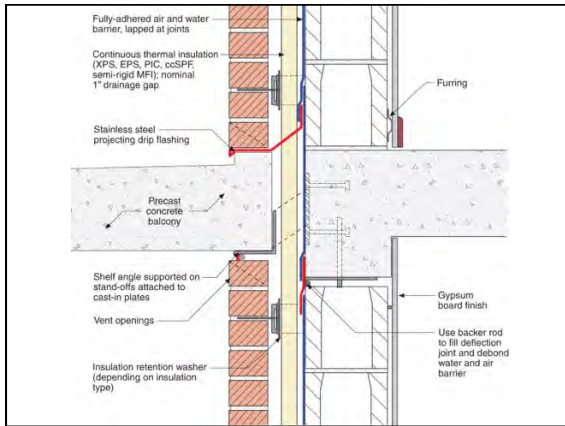 Fully-adhered air and water
barrier, lapped at joints
Continuous thermal insulation
(XPS, EPS, PIC, ccSPF,
semi-rigid MFI); nominal
1" drainage gap
Furring
Stainless steel
projecting drip flashing
Precast
concrete
balcony
Shelf angle supported on
stand-offs attached to
cast-in plates
Vent openings
Gypsum
board finish
Use backer rod
to fill deflection
joint and debond
water and air
barrier
Insulation retention washer
(depending on insulation
type)